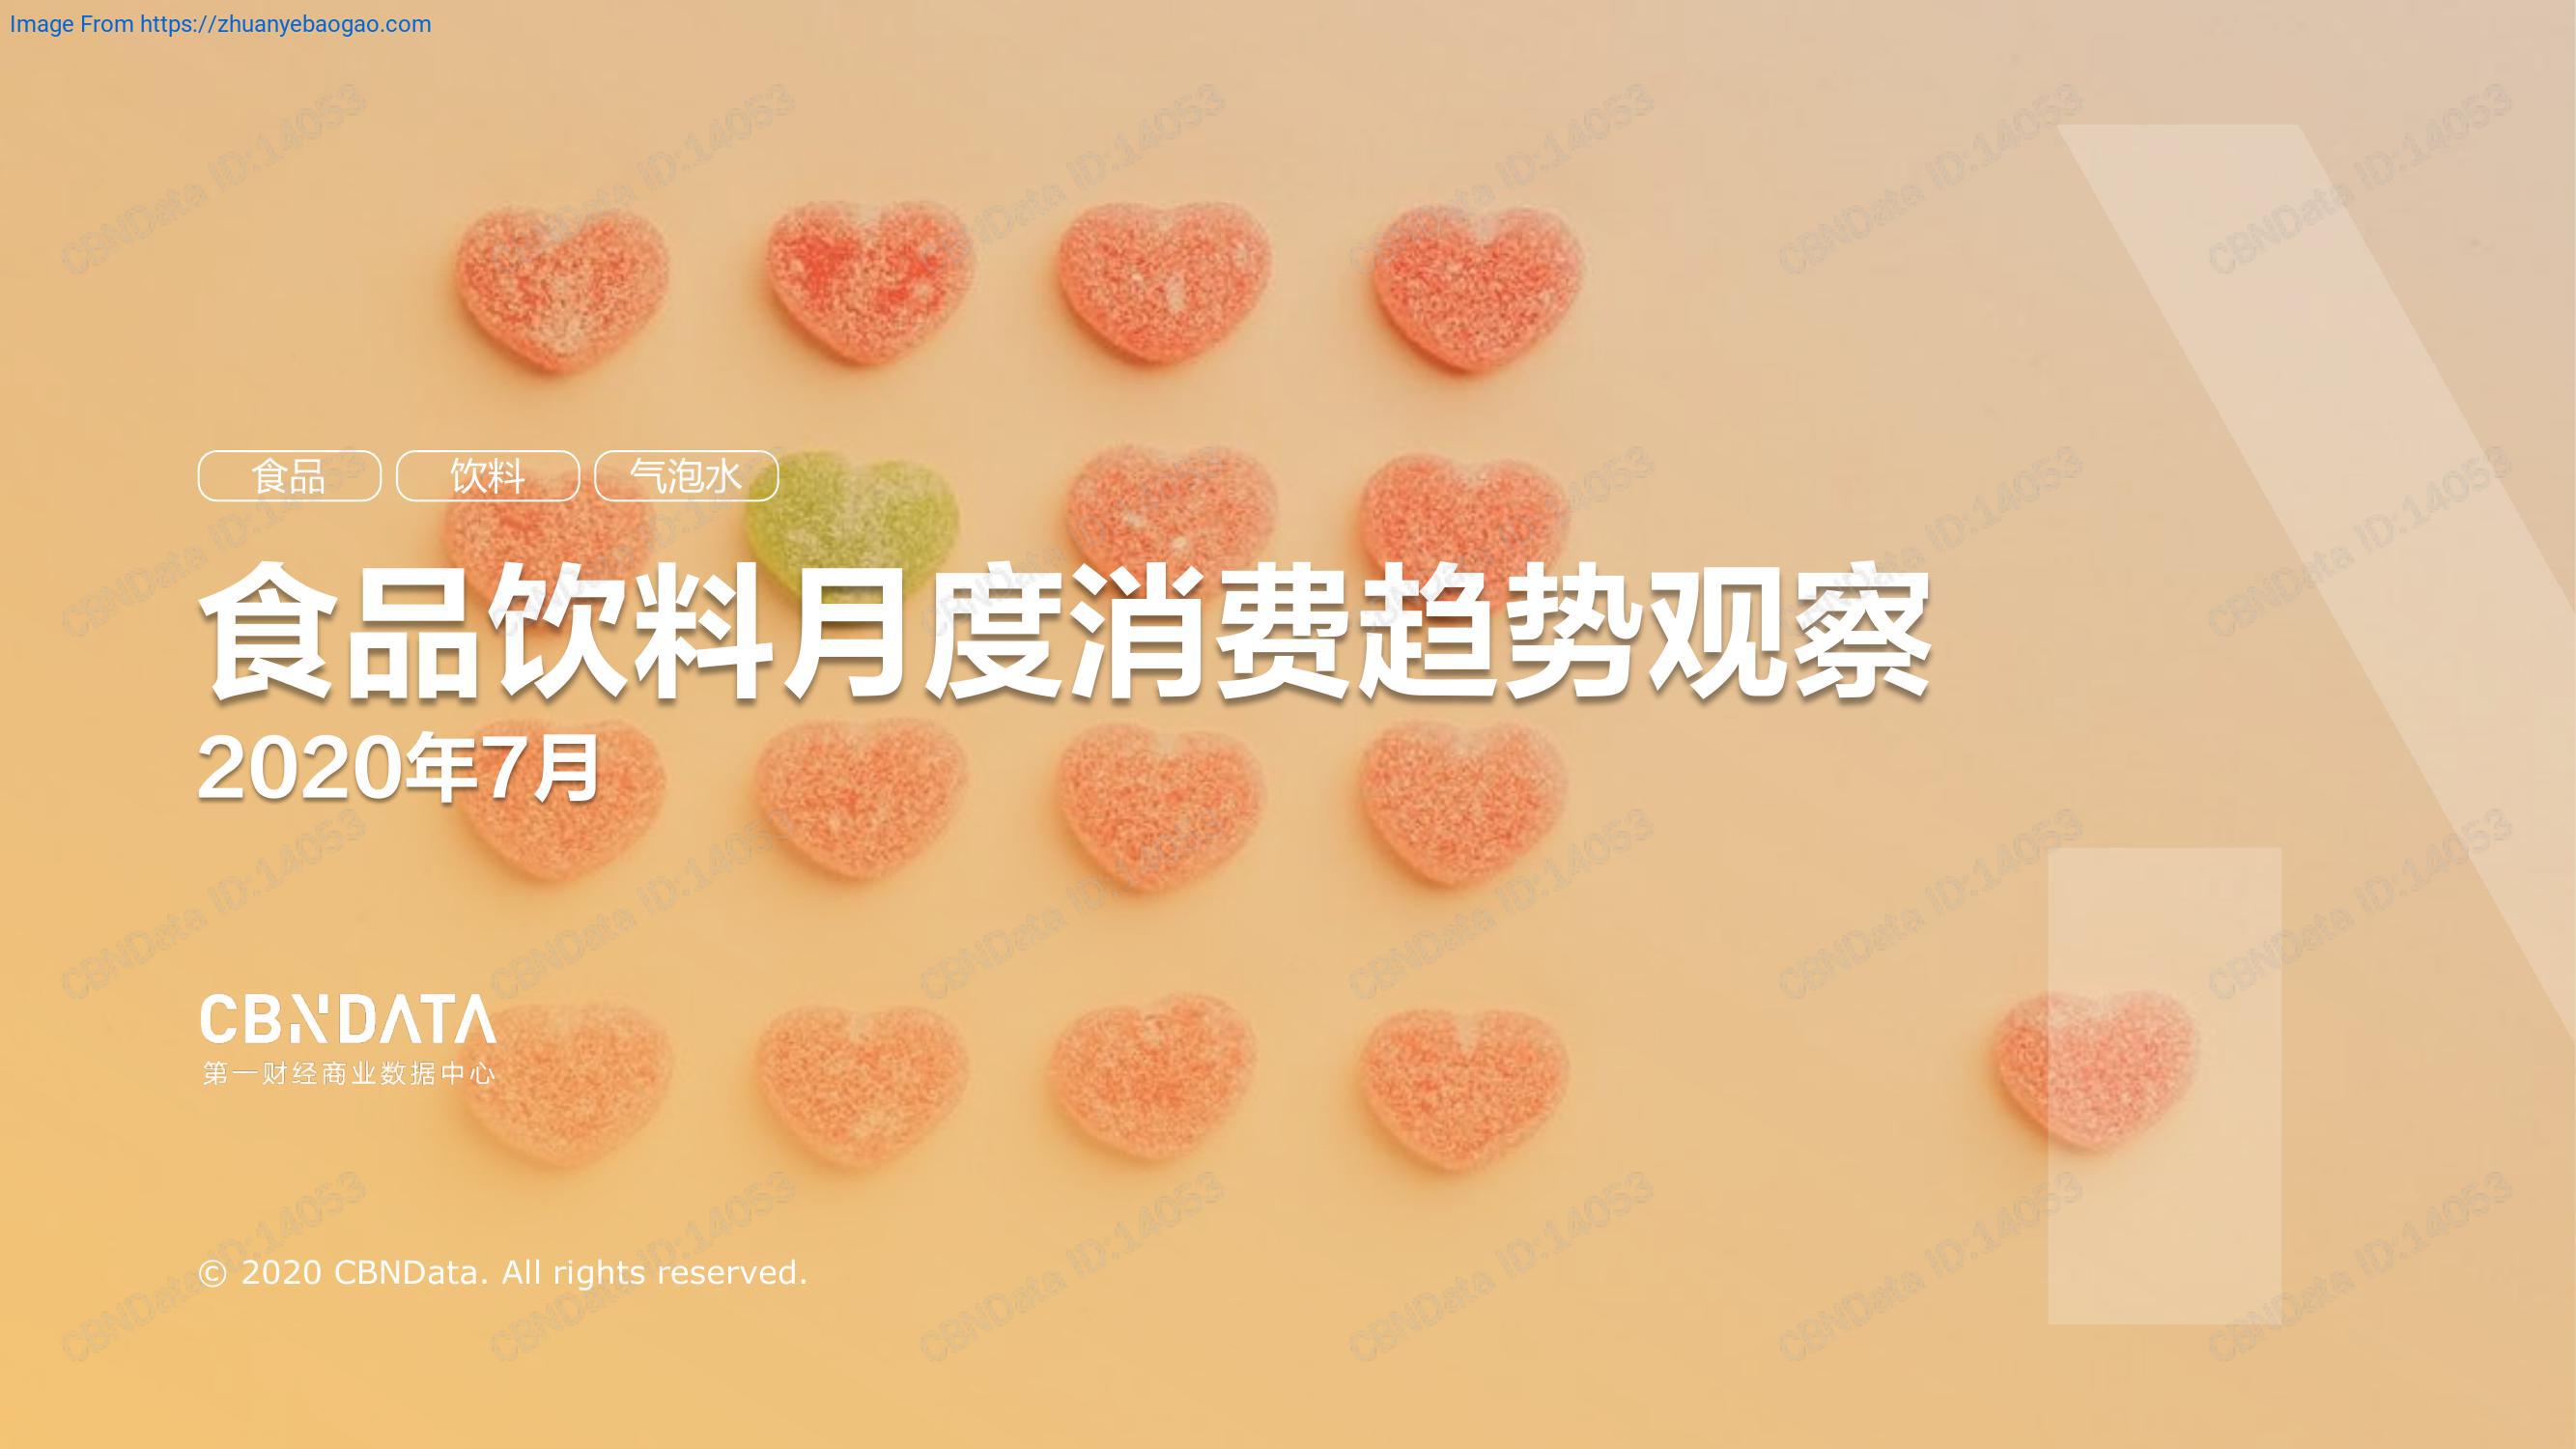 Image From https://zhuanyebaogao.com
食品 饮料 气泡水
食品饮料月度消费趋势观察
2020年7月
CBNDATA
第一财经商业数据中心
© 2020 CBNData. All rights reserved.
CBNData ID:14053